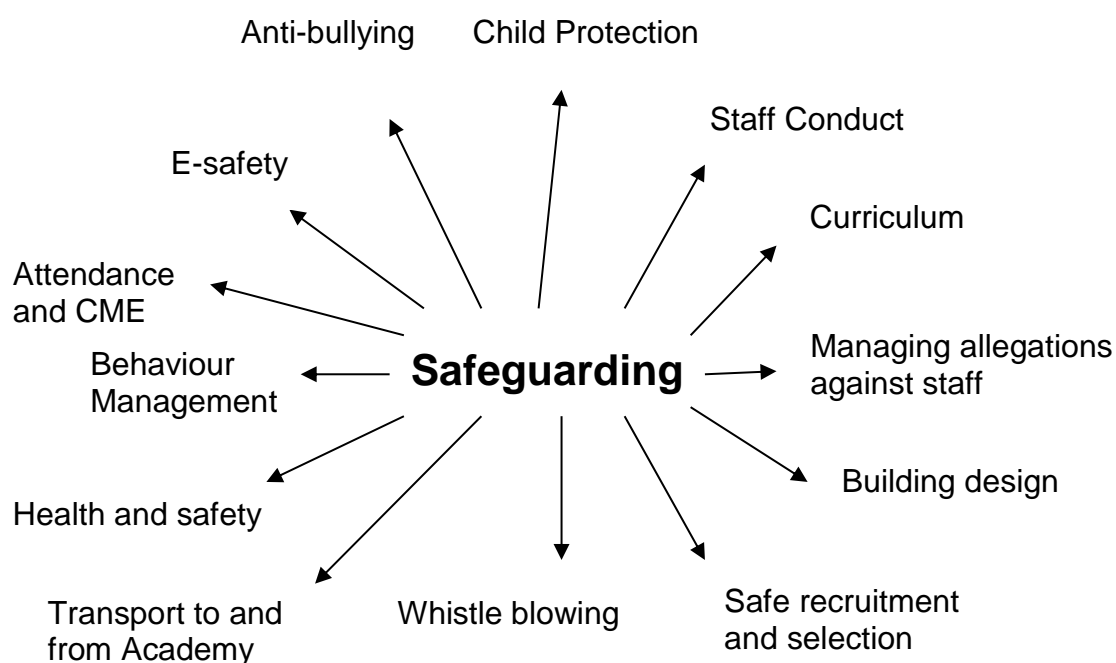 Anti-bullying
Child Protection
Staff Conduct
E-safety
Curriculum
Attendance
and CME
Managing allegations
against staff
Behaviour
Management
Safeguarding
Building design
Health and safety
Transport to and
from Academy
Whistle blowing
Safe recruitment
and selection